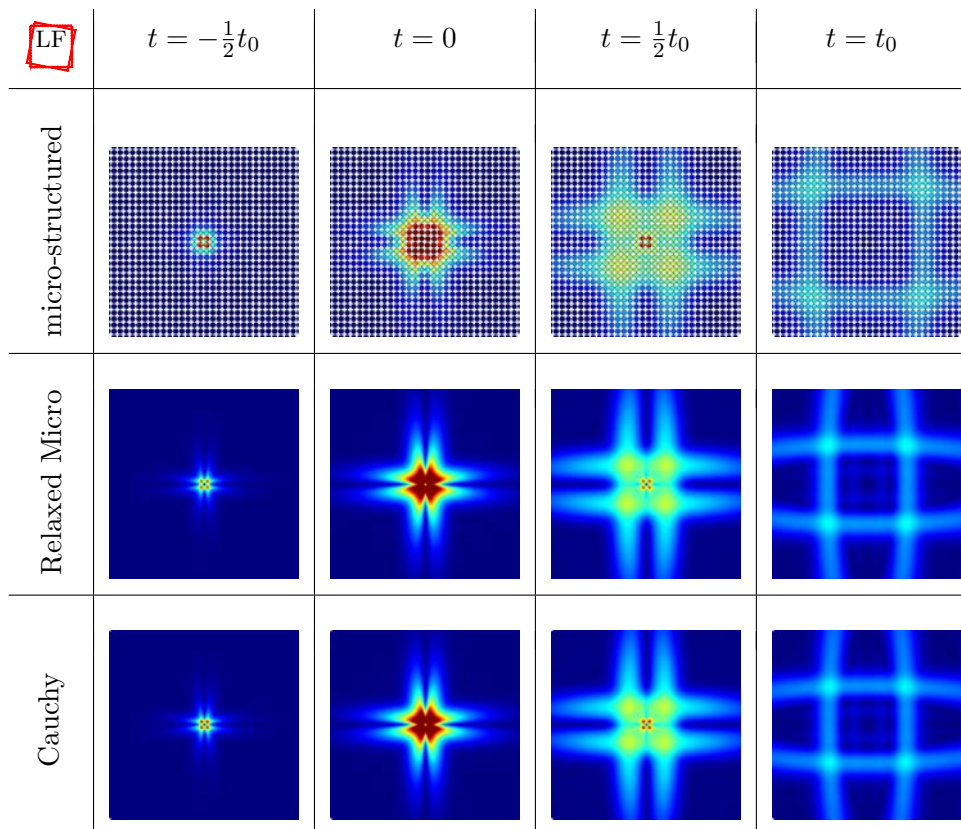 LF
t = −½t₀
t = 0
t = ½t₀
t = t₀
micro-structured
Relaxed Micro
Cauchy